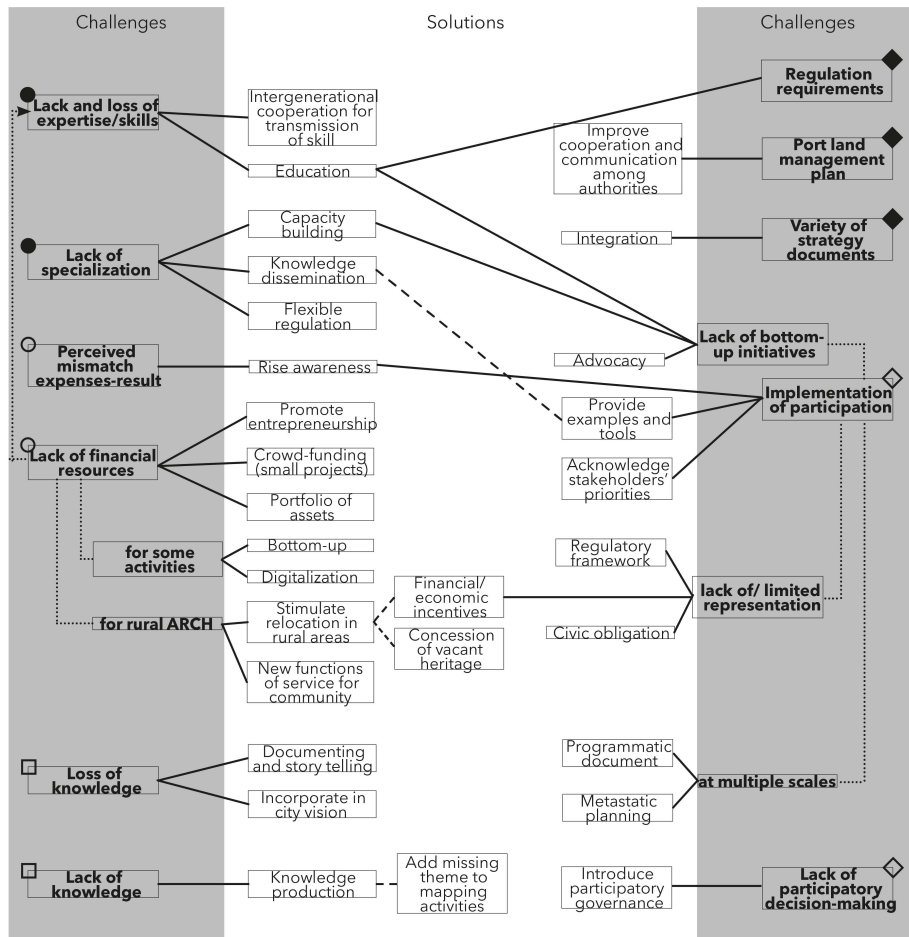 Challenges
Solutions
Challenges
Lack and loss of
expertise/skills
Lack of
specialization
Perceived
mismatch
expenses-result
Lack of financial
resources
for some
activities
for rural ARCH
Loss of
knowledge
Lack of
knowledge
Intergenerational
cooperation for
transmission
of skill
Education
Capacity
building
Knowledge
dissemination
Flexible
regulation
Rise awareness
Promote
entrepreneurship
Crowd-funding
(small projects)
Portfolio of
assets
Bottom-up
Digitalization
Stimulate
relocation in
rural areas
New functions
of service for
community
Documenting
and story telling
Incorporate in
city vision
Knowledge
production
Financial/
economic
incentives
Concession
of vacant
heritage
Add missing
theme to
mapping
activities
Improve
cooperation and
communication
among
authorities
Integration
Advocacy
Provide
examples and
tools
Acknowledge
stakeholders'
priorities
Regulatory
framework
Civic obligation
Programmatic
document
Metastatic
planning
Introduce
participatory
governance
Regulation
requirements
Port land
management
plan
Variety of
strategy
documents
Lack of bottom-
up initiatives
Implementation
of participation
lack of/ limited
representation
at multiple scales
Lack of
participatory
decision-making